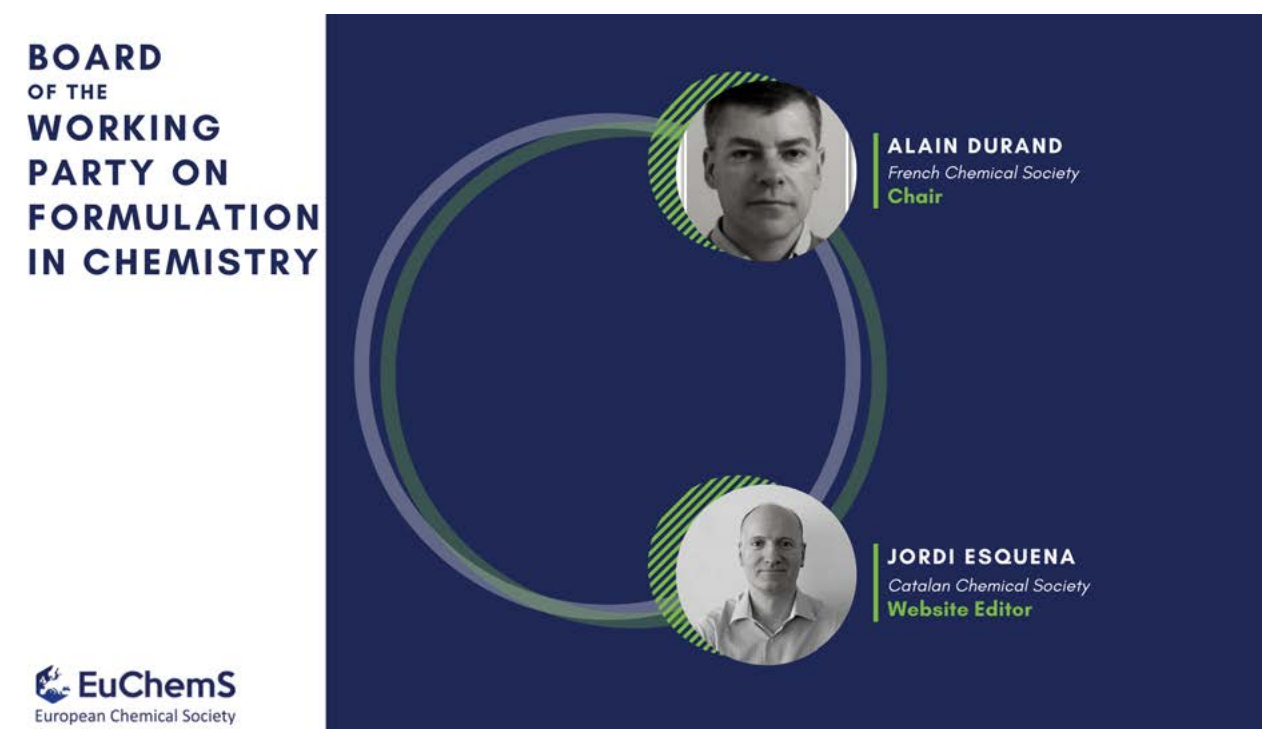 BOARD
OF THE
WORKING
PARTY ON
FORMULATION
IN CHEMISTRY
ALAIN DURAND
French Chemical Society
Chair
JORDI ESQUENA
Catalan Chemical Society
Website Editor
EuChemS
European Chemical Society